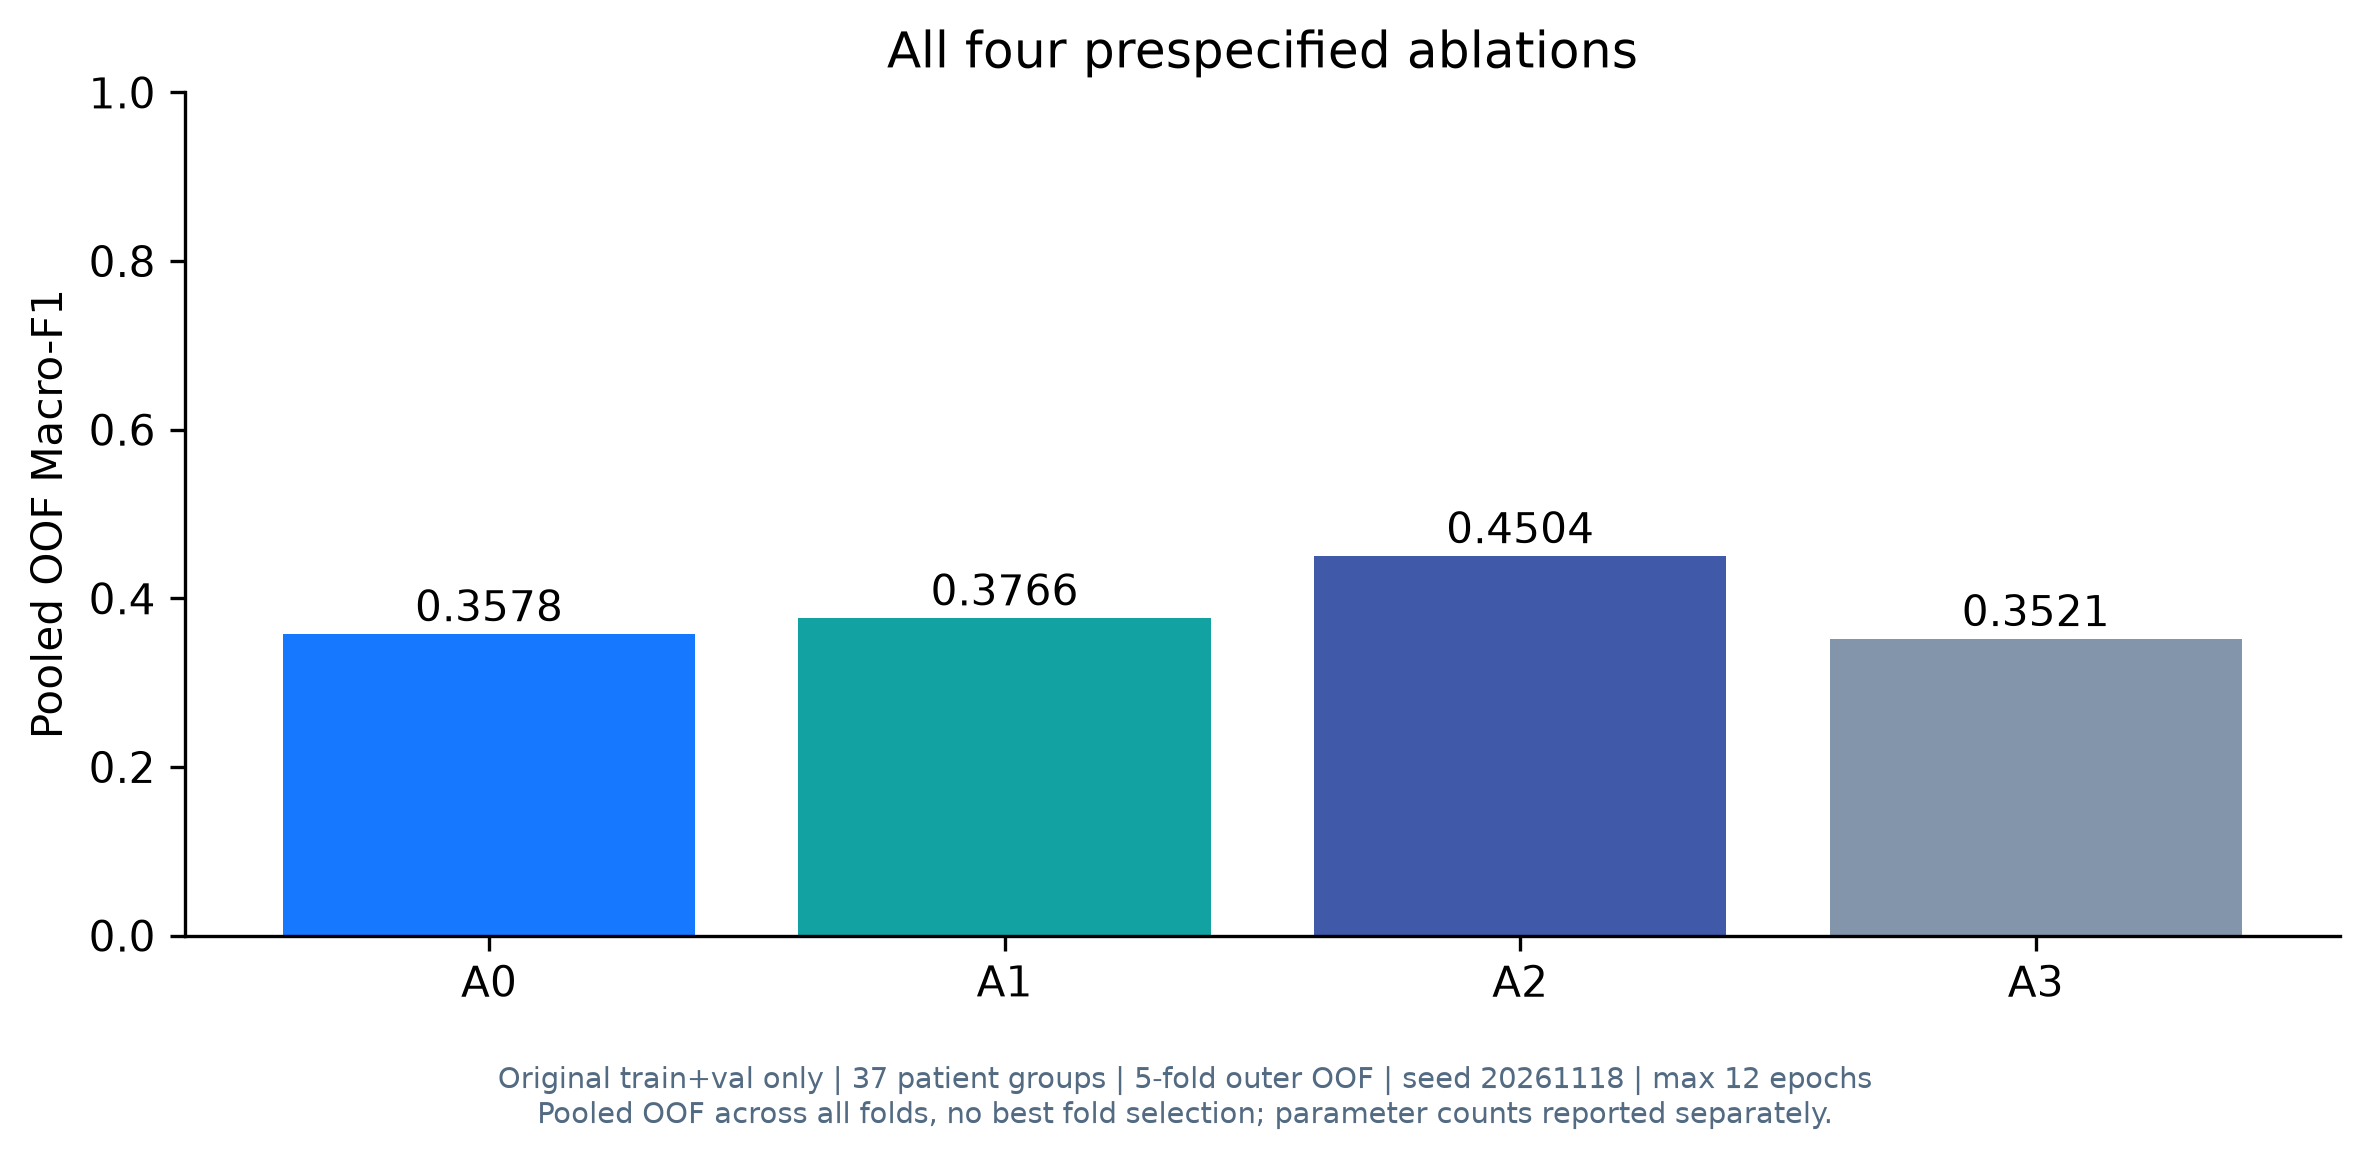 All four prespecified ablations
1.0
0.8
0.6
0.4
0.2
0.0
Pooled OOF Macro-F1
0.3578
0.3766
0.4504
0.3521
A0
A1
A2
A3
Original train+val only | 37 patient groups | 5-fold outer OOF | seed 20261118 | max 12 epochs
Pooled OOF across all folds, no best fold selection; parameter counts reported separately.